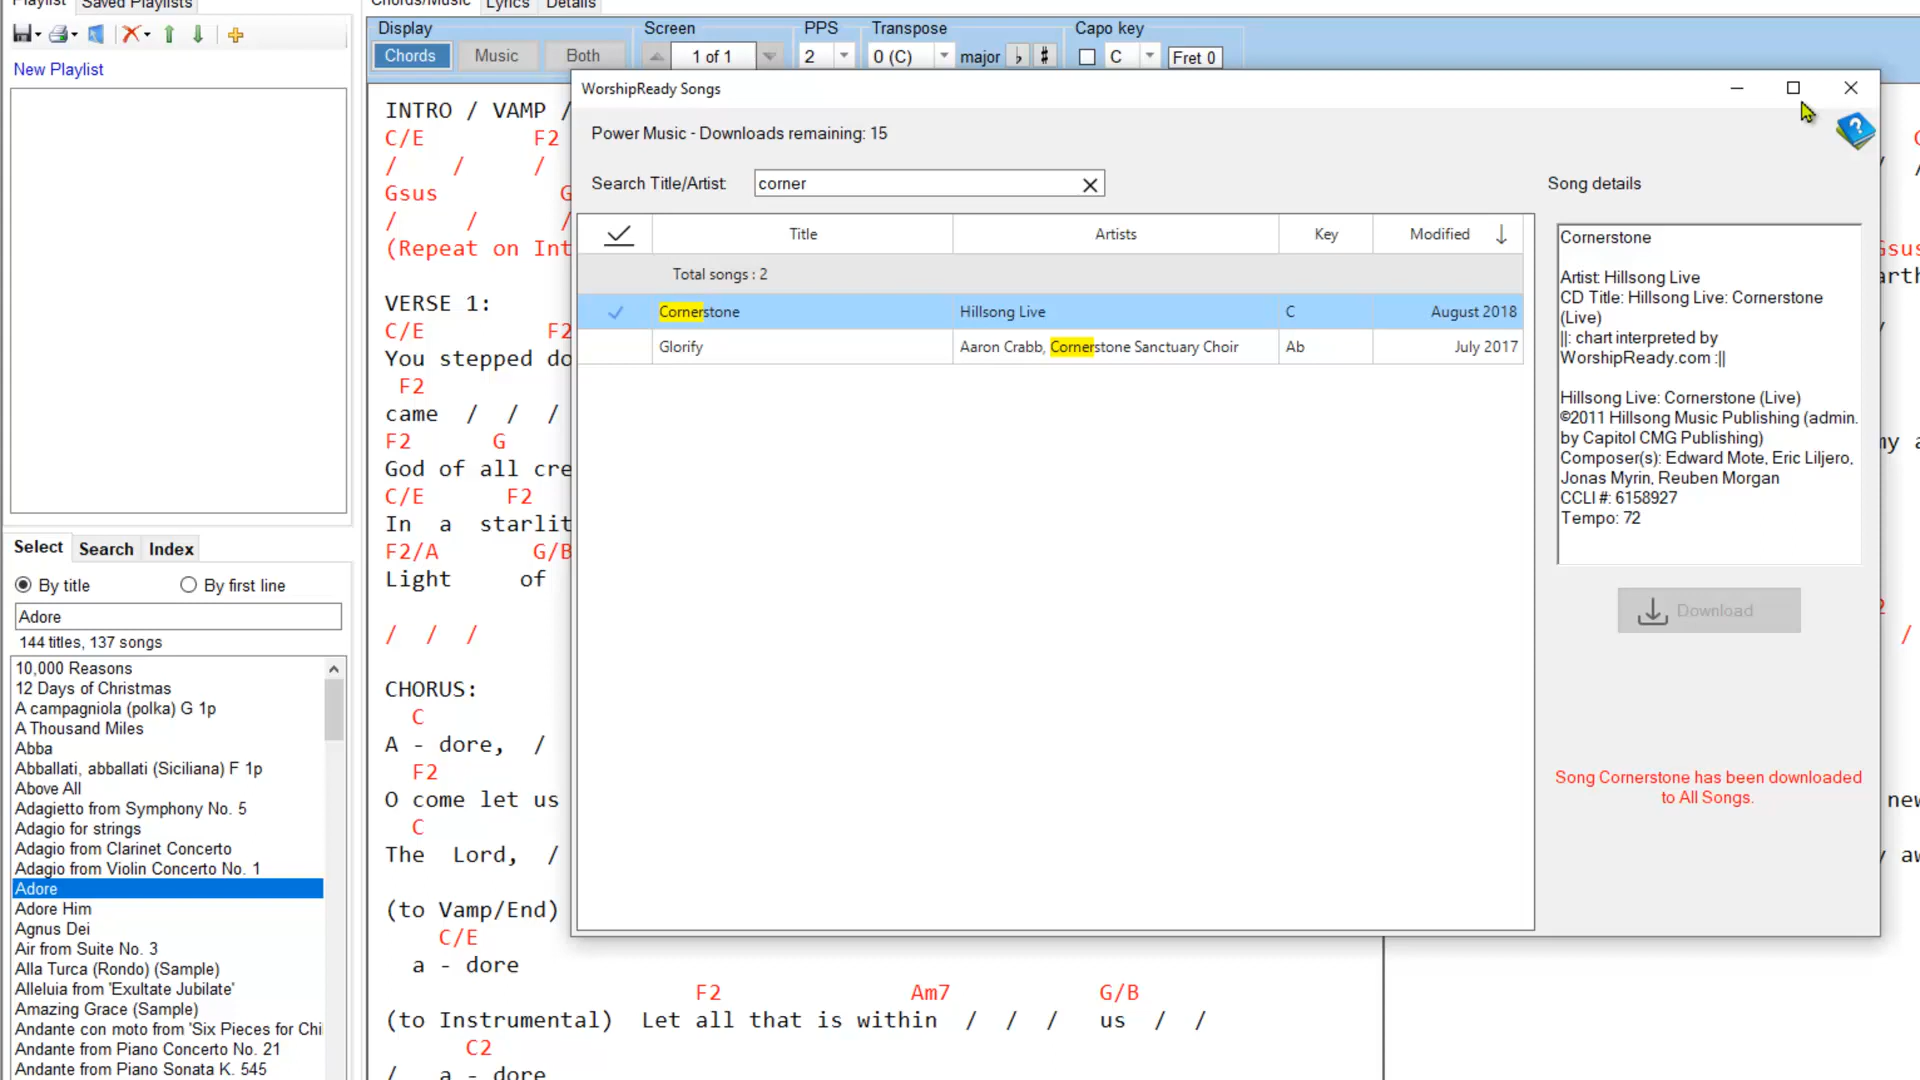 Playlist
Saved Playlists
New Playlist
Chords/Music
Lyrics
Details
Display
Chords
Music
Both
Screen
1 of 1
PPS
2
Transpose
0 (C)
major
♭
♯
Capo key
C
Fret 0
INTRO / VAMP /
C/E F2
/ / /
Gsus G
/ / /
(Repeat on Int
VERSE 1:
C/E F2
You stepped do
F2
came / / /
F2 G
God of all cre
C/E F2
In a starlit
F2/A G/B
Light of
/ / /
CHORUS:
C
A - dore, /
F2
O come let us
C
The Lord, /
(to Vamp/End)
C/E
a - dore
F2 Am7 G/B
(to Instrumental) Let all that is within / / / us / /
C2
/ a - dore
WorshipReady Songs
Power Music - Downloads remaining: 15
Search Title/Artist:
corner
Title Artists Key Modified
Total songs : 2
Cornerstone Hillsong Live C August 2018
Glorify Aaron Crabb, Cornerstone Sanctuary Choir Ab July 2017
Song details
Cornerstone
Artist: Hillsong Live
CD Title: Hillsong Live: Cornerstone
(Live)
||: chart interpreted by
WorshipReady.com :||
Hillsong Live: Cornerstone (Live)
©2011 Hillsong Music Publishing (admin.
by Capitol CMG Publishing)
Composer(s): Edward Mote, Eric Liljero,
Jonas Myrin, Reuben Morgan
CCLI #: 6158927
Tempo: 72
Download
Song Cornerstone has been downloaded
to All Songs.
Select
Search
Index
By title
By first line
Adore
144 titles, 137 songs
10,000 Reasons
12 Days of Christmas
A campagniola (polka) G 1p
A Thousand Miles
Abba
Abballati, abballati (Siciliana) F 1p
Above All
Adagietto from Symphony No. 5
Adagio for strings
Adagio from Clarinet Concerto
Adagio from Violin Concerto No. 1
Adore
Adore Him
Agnus Dei
Air from Suite No. 3
Alla Turca (Rondo) (Sample)
Alleluia from 'Exultate Jubilate'
Amazing Grace (Sample)
Andante con moto from 'Six Pieces for Chi
Andante from Piano Concerto No. 21
Andante from Piano Sonata K. 545